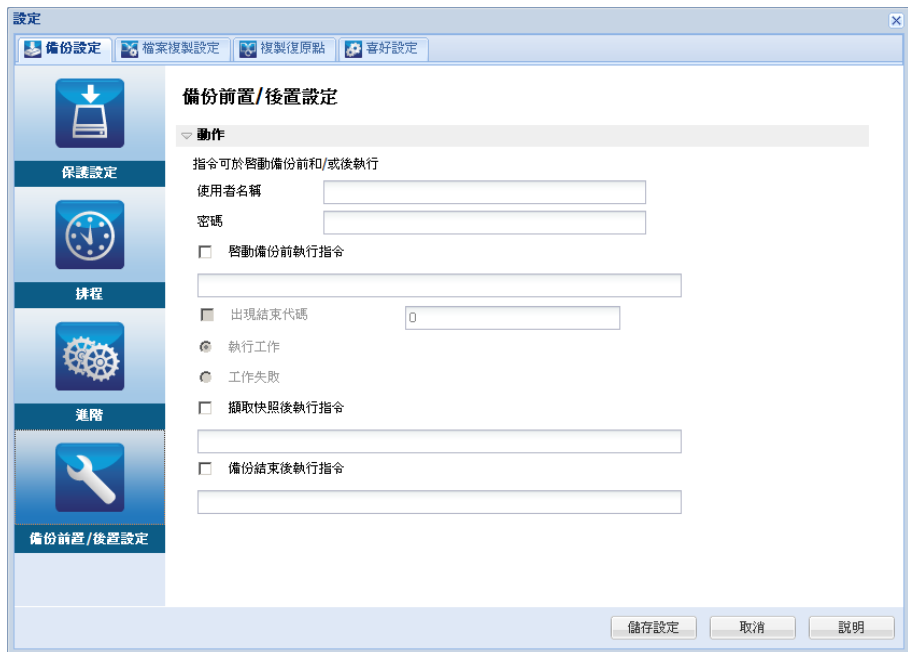 設定
備份設定 檔案複製設定 複製復原點 喜好設定
保護設定
排程
進階
備份前置/後置設定
備份前置/後置設定
動作
指令可於啓動備份前和/或後執行
使用者名稱
密碼
啓動備份前執行指令
出現結束代碼 0
執行工作
工作失敗
擷取快照後執行指令
備份結束後執行指令
儲存設定 取消 說明